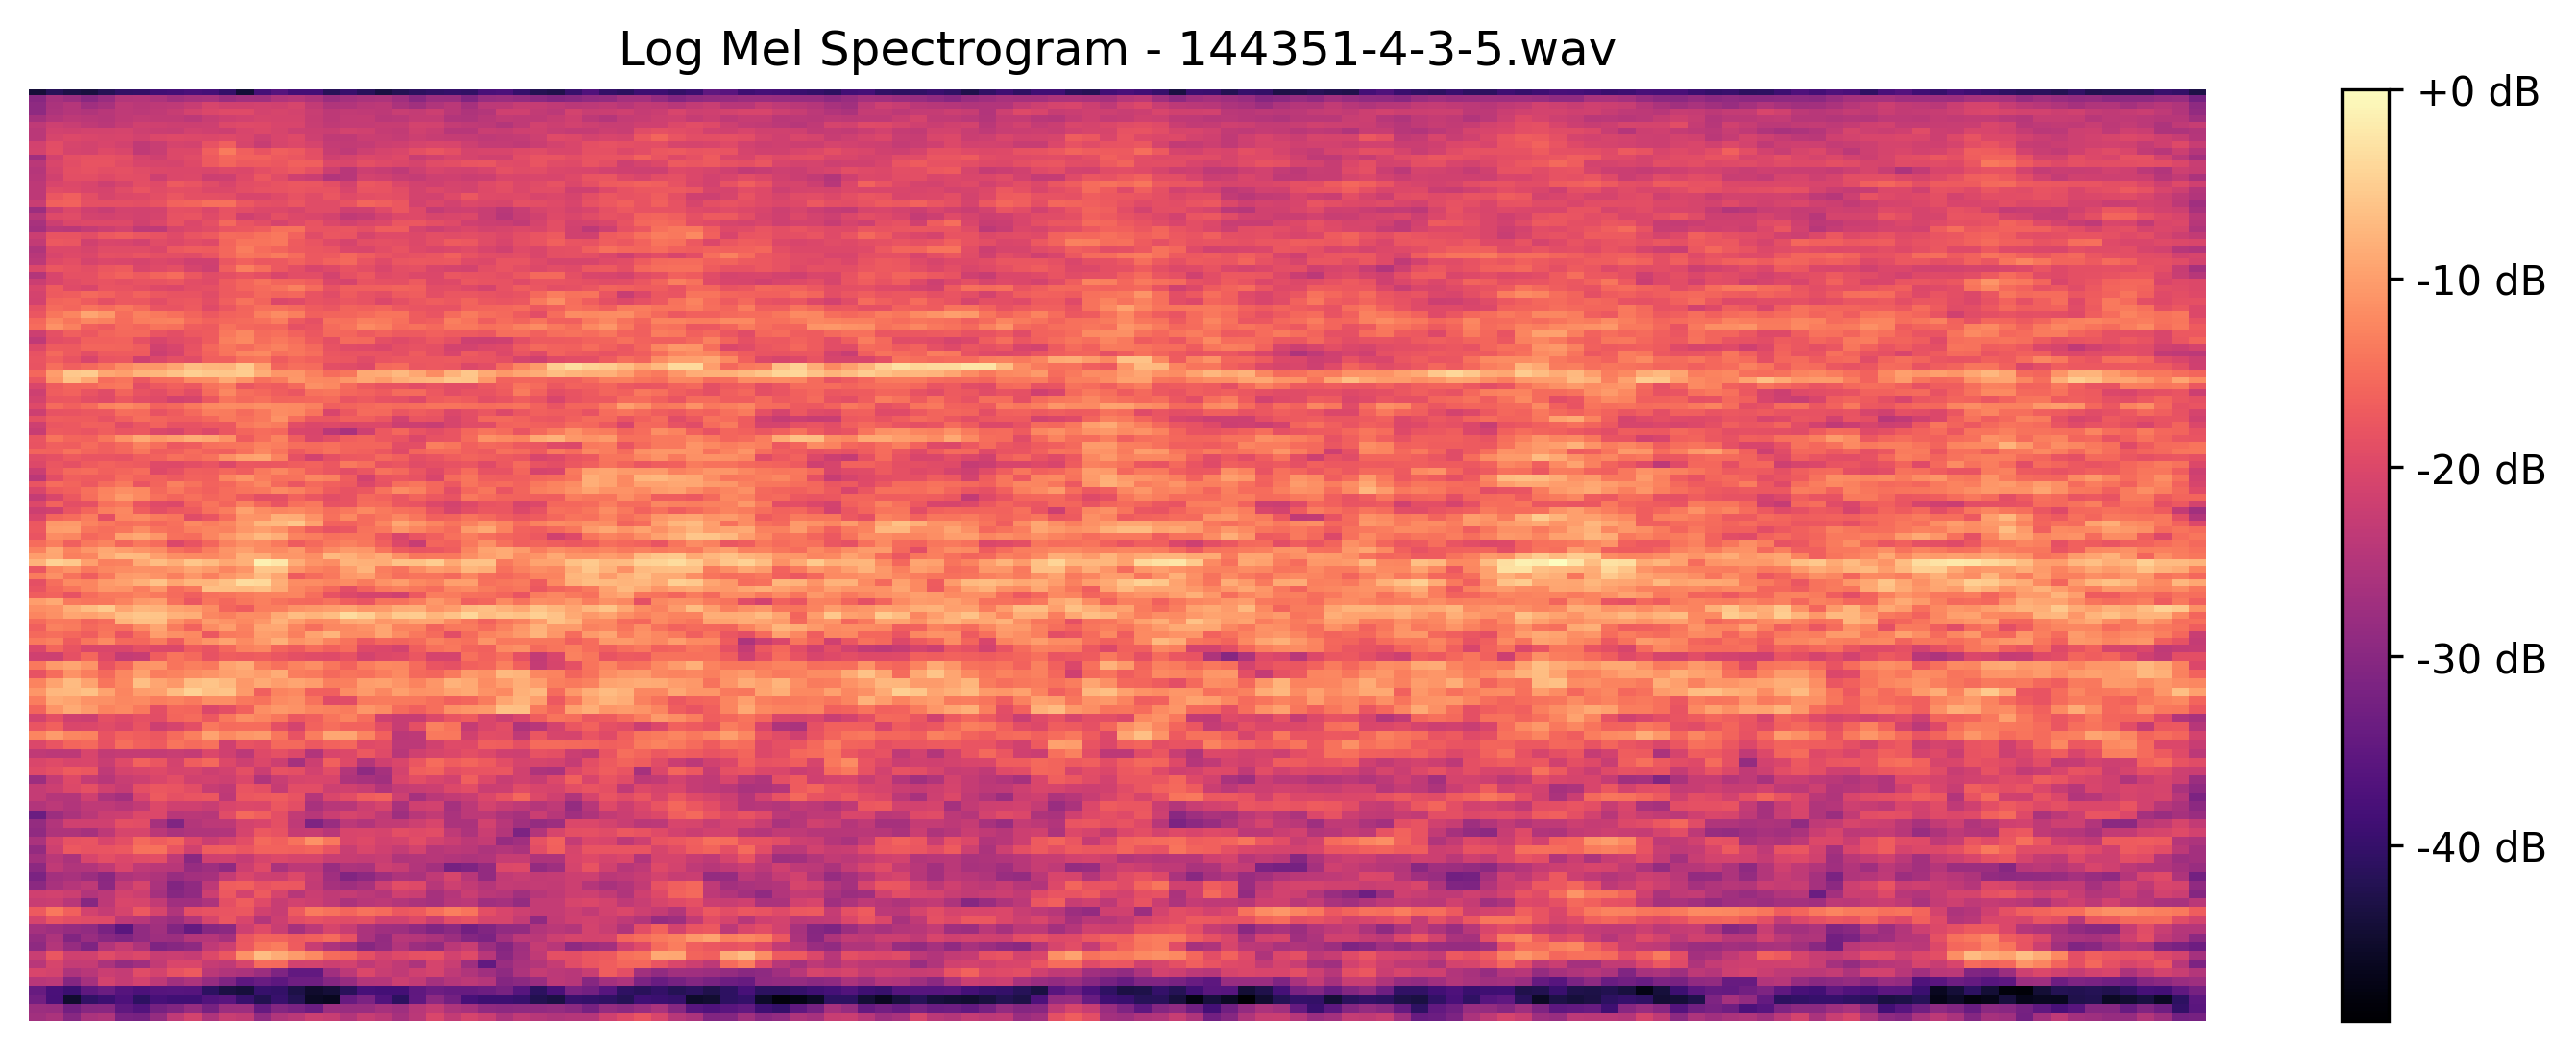 Log Mel Spectrogram - 144351-4-3-5.wav
+0 dB
-10 dB
-20 dB
-30 dB
-40 dB